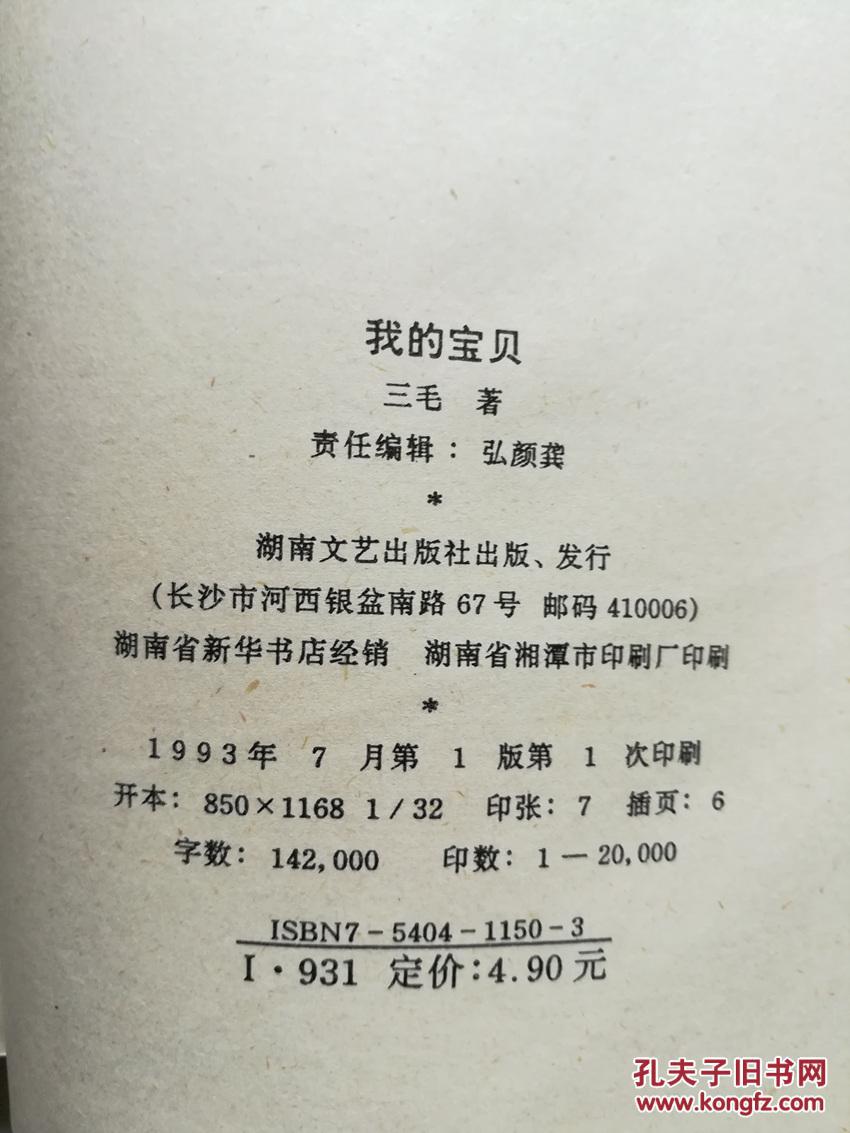 我的宝贝
三毛 著
责任编辑：弘颜龚
*
湖南文艺出版社出版、发行
(长沙市河西银盆南路67号 邮码410006)
湖南省新华书店经销 湖南省湘潭市印刷厂印刷
*
1993年 7 月第 1 版第 1 次印刷
开本：850×1168 1/32 印张：7 插页：6
字数：142,000 印数：1—20,000
ISBN7-5404-1150-3
I·931 定价：4.90元
孔夫子旧书网
www.kongfz.com